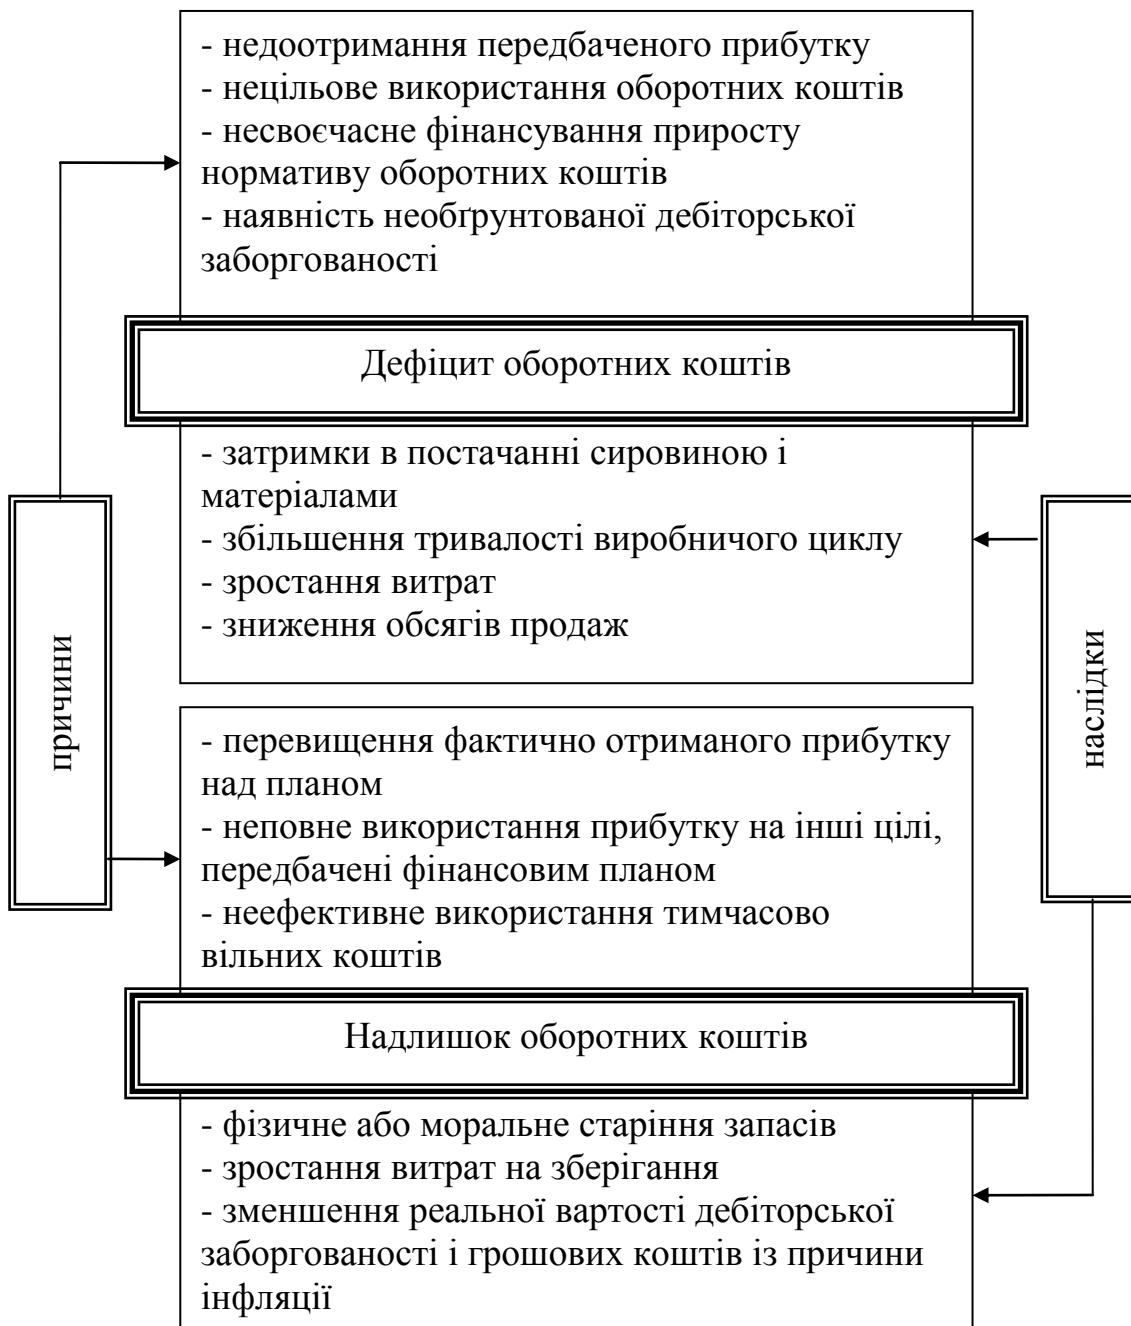 - недоотримання передбаченого прибутку
- нецільове використання оборотних коштів
- несвоєчасне фінансування приросту
нормативу оборотних коштів
- наявність необґрунтованої дебіторської
заборгованості
Дефіцит оборотних коштів
- затримки в постачанні сировиною і
матеріалами
- збільшення тривалості виробничого циклу
- зростання витрат
- зниження обсягів продаж
причини
наслідки
- перевищення фактично отриманого прибутку
над планом
- неповне використання прибутку на інші цілі,
передбачені фінансовим планом
- неефективне використання тимчасово
вільних коштів
Надлишок оборотних коштів
- фізичне або моральне старіння запасів
- зростання витрат на зберігання
- зменшення реальної вартості дебіторської
заборгованості і грошових коштів із причини
інфляції